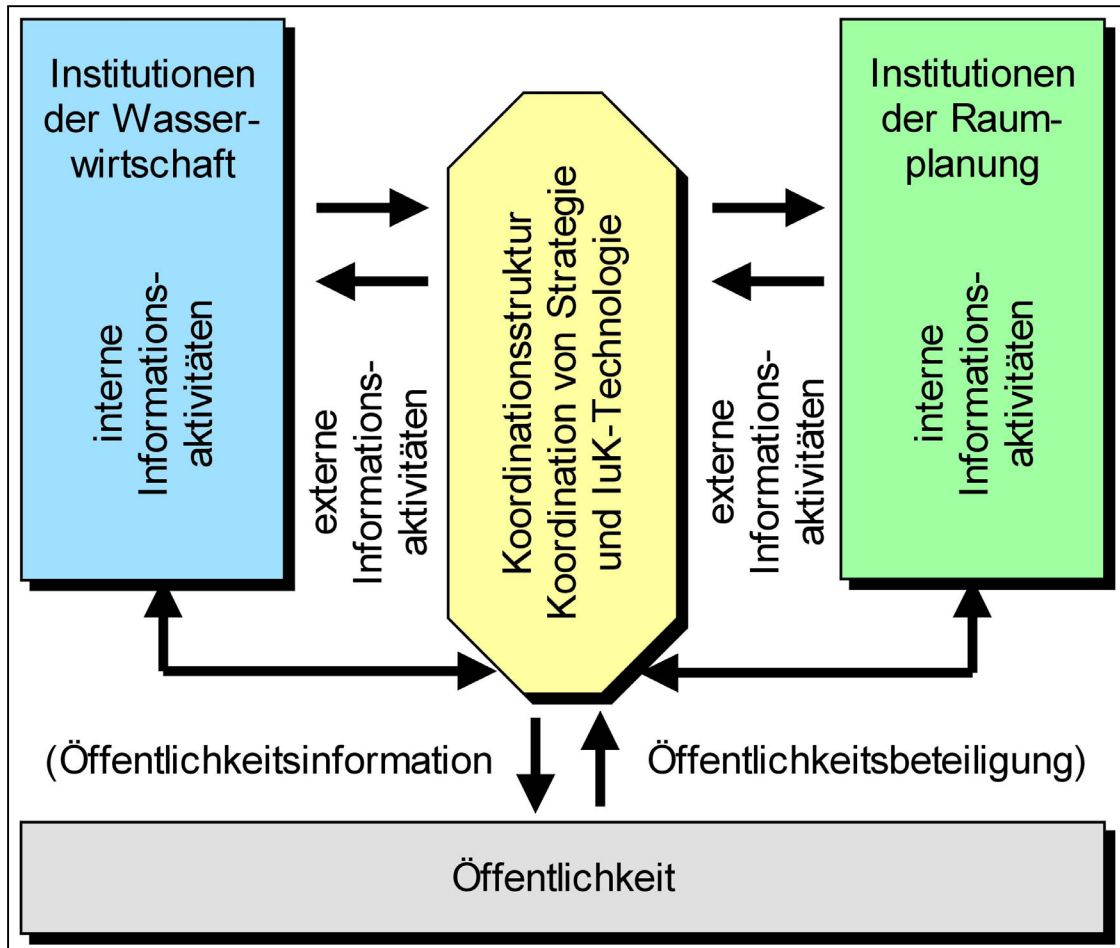 Institutionen
der Wasser-
wirtschaft
interne
Informations-
aktivitäten
externe
Informations-
aktivitäten
Koordinationsstruktur
Koordination von Strategie
und IuK-Technologie
externe
Informations-
aktivitäten
Institutionen
der Raum-
planung
interne
Informations-
aktivitäten
(Öffentlichkeitsinformation
Öffentlichkeitsbeteiligung)
Öffentlichkeit